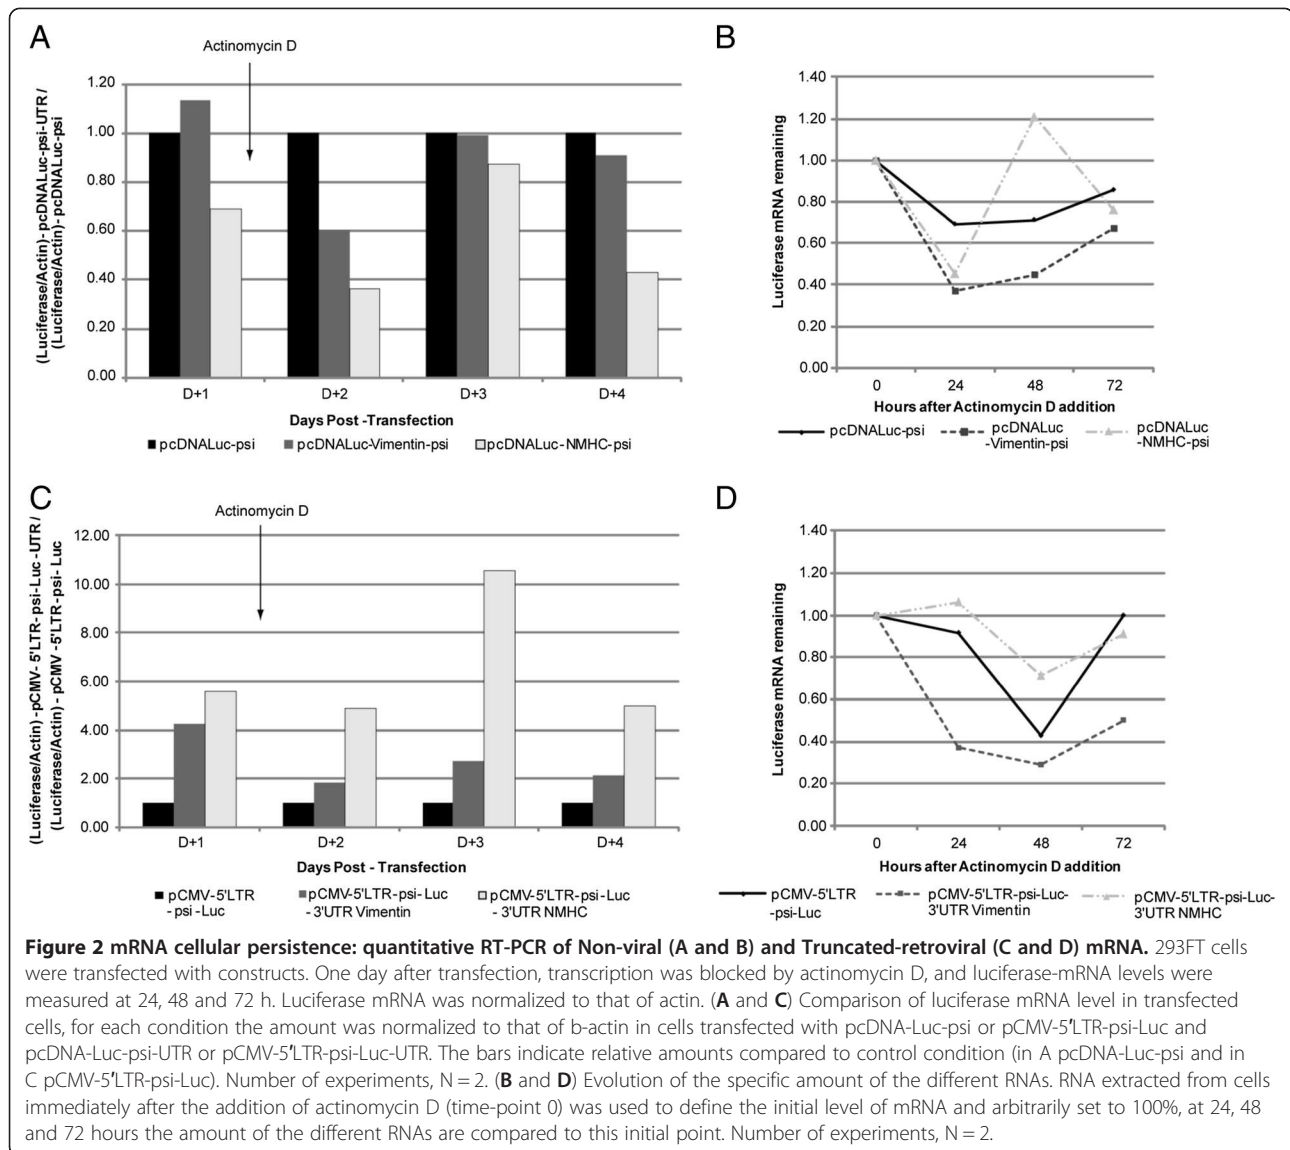 A
Actinomycin D
(Luciferase/Actin)-pcDNALuc-psi-UTR /
(Luciferase/Actin)-pcDNALuc-psi
1.20
1.00
0.80
0.60
0.40
0.20
0.00
D+1 D+2 D+3 D+4
Days Post -Transfection
pcDNALuc-psi pcDNALuc-Vimentin-psi pcDNALuc-NMHC-psi
B
Luciferase mRNA remaining
1.40
1.20
1.00
0.80
0.60
0.40
0.20
0.00
0 24 48 72
Hours after Actinomycin D addition
pcDNALuc-psi pcDNALuc -Vimentin-psi pcDNALuc -NMHC-psi
C
Actinomycin D
(Luciferase/Actin)-pCMV-5'LTR-psi-Luc-UTR /
(Luciferase/Actin)-pCMV-5'LTR-psi-Luc
12.00
10.00
8.00
6.00
4.00
2.00
0.00
D+1 D+2 D+3 D+4
Days Post - Transfection
pCMV-5'LTR pCMV-5'LTR-psi-Luc pCMV-5'LTR-psi-Luc
- psi -Luc - 3'UTR Vimentin - 3'UTR NMHC
D
Luciferase mRNA remaining
1.40
1.20
1.00
0.80
0.60
0.40
0.20
0.00
0 24 48 72
Hours after Actinomycin D addition
pCMV-5'LTR pCMV-5'LTR-psi-Luc- pCMV-5'LTR-psi-Luc-
-psi-Luc 3'UTR Vimentin 3'UTR NMHC
Figure 2 mRNA cellular persistence: quantitative RT-PCR of Non-viral (A and B) and Truncated-retroviral (C and D) mRNA. 293FT cells
were transfected with constructs. One day after transfection, transcription was blocked by actinomycin D, and luciferase-mRNA levels were
measured at 24, 48 and 72 h. Luciferase mRNA was normalized to that of actin. (A and C) Comparison of luciferase mRNA level in transfected
cells, for each condition the amount was normalized to that of b-actin in cells transfected with pcDNA-Luc-psi or pCMV-5′LTR-psi-Luc and
pcDNA-Luc-psi-UTR or pCMV-5′LTR-psi-Luc-UTR. The bars indicate relative amounts compared to control condition (in A pcDNA-Luc-psi and in
C pCMV-5′LTR-psi-Luc). Number of experiments, N = 2. (B and D) Evolution of the specific amount of the different RNAs. RNA extracted from cells
immediately after the addition of actinomycin D (time-point 0) was used to define the initial level of mRNA and arbitrarily set to 100%, at 24, 48
and 72 hours the amount of the different RNAs are compared to this initial point. Number of experiments, N = 2.